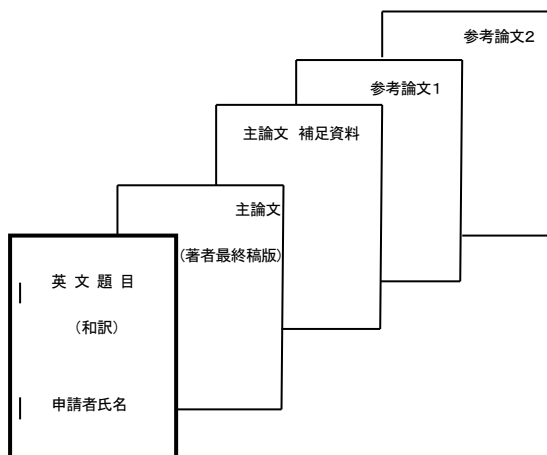 参考論文２
参考論文１
主論文 補足資料
主論文
(著者最終稿版)
英 文 題 目
(和訳)
申請者氏名